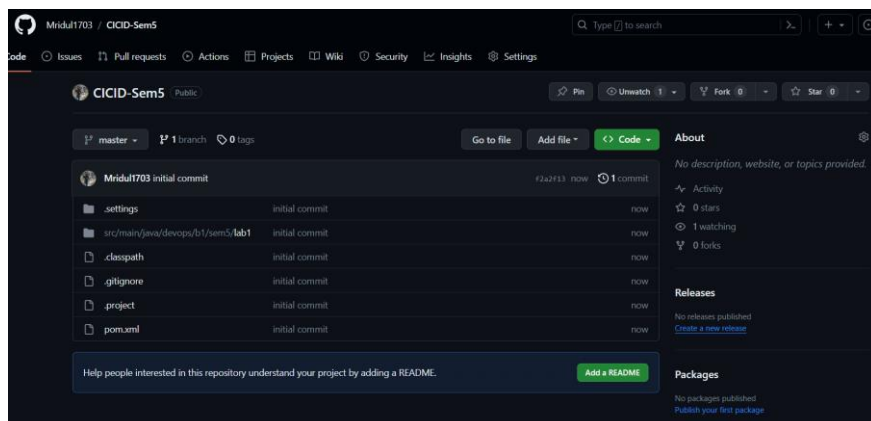 Mridul1703 / CICID-Sem5
Type / to search
Code Issues Pull requests Actions Projects Wiki Security Insights Settings
CICID-Sem5 Public
Pin Unwatch 1 Fork 0 Star 0
master 1 branch 0 tags Go to file Add file <> Code
Mridul1703 initial commit f2a2f13 now 1 commit
.settings initial commit now
src/main/java/devops/b1/sem5/lab1 initial commit now
.classpath initial commit now
.gitignore initial commit now
.project initial commit now
pom.xml initial commit now
Help people interested in this repository understand your project by adding a README. Add a README
About
No description, website, or topics provided.
Activity
0 stars
1 watching
0 forks
Releases
No releases published
Create a new release
Packages
No packages published
Publish your first package